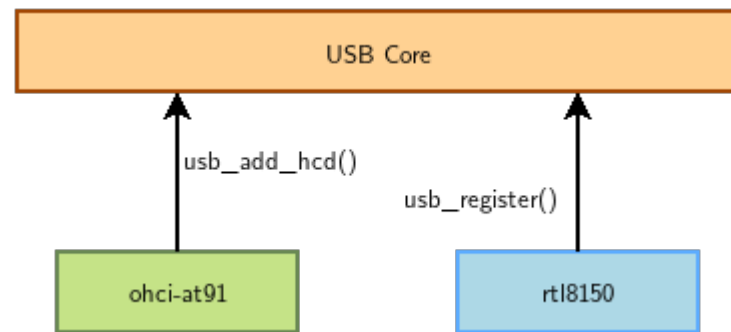 USB Core
usb_add_hcd()
usb_register()
ohci-at91
rtl8150